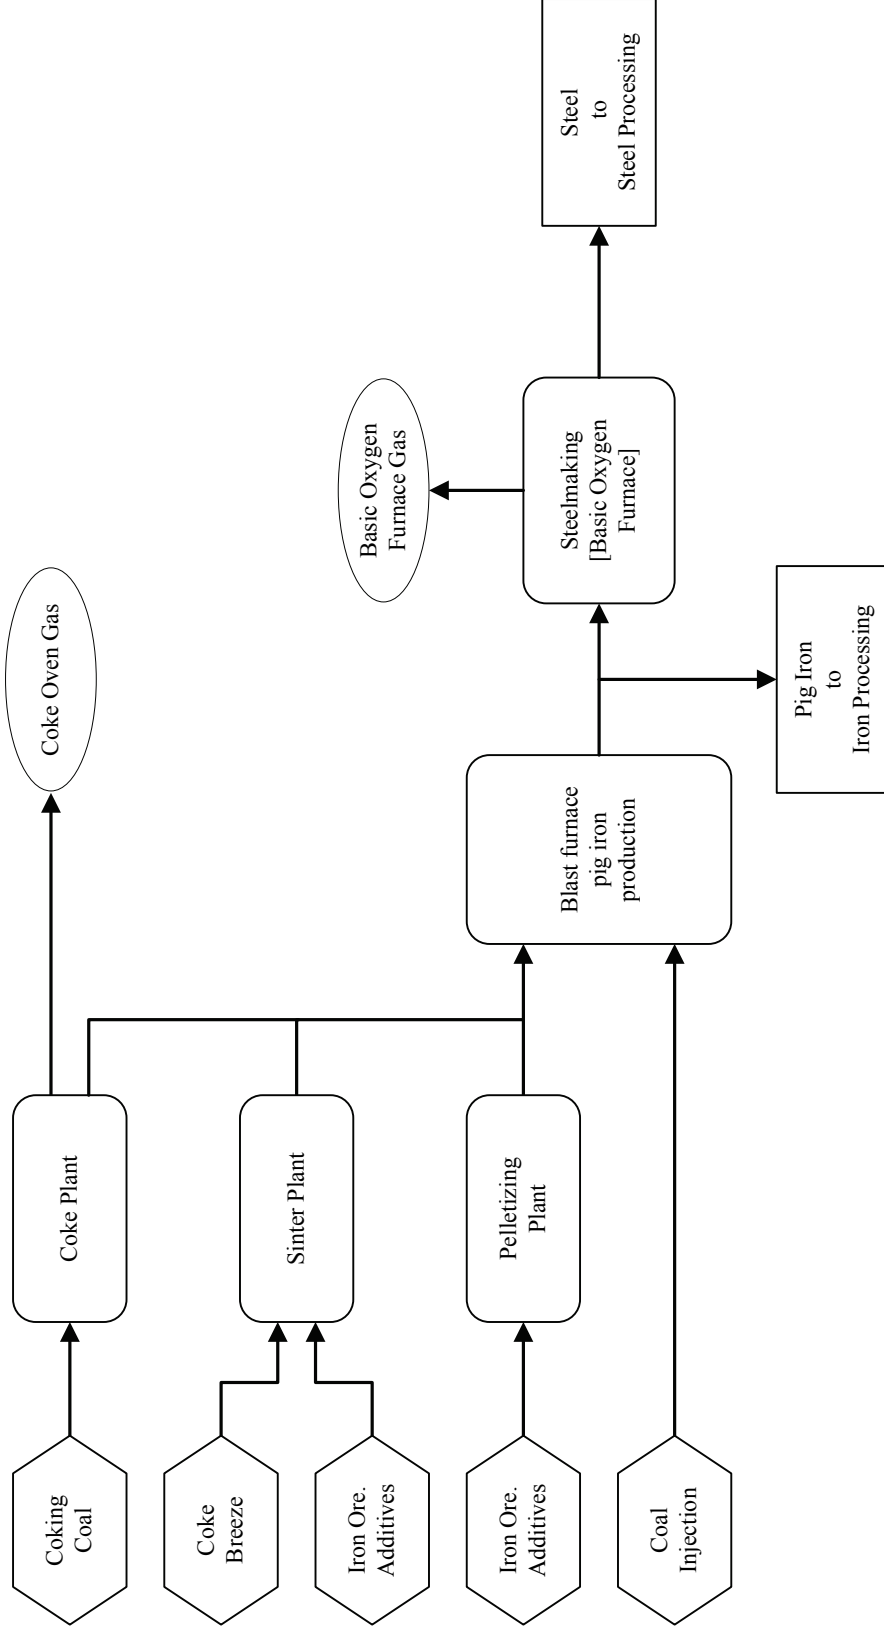 Coking
Coal
Coke
Breeze
Iron Ore.
Additives
Iron Ore.
Additives
Coal
Injection
Coke Plant
Sinter Plant
Pelletizing
Plant
Coke Oven Gas
Blast furnace
pig iron
production
Basic Oxygen
Furnace Gas
Steelmaking
[Basic Oxygen
Furnace]
Pig Iron
to
Iron Processing
Steel
to
Steel Processing